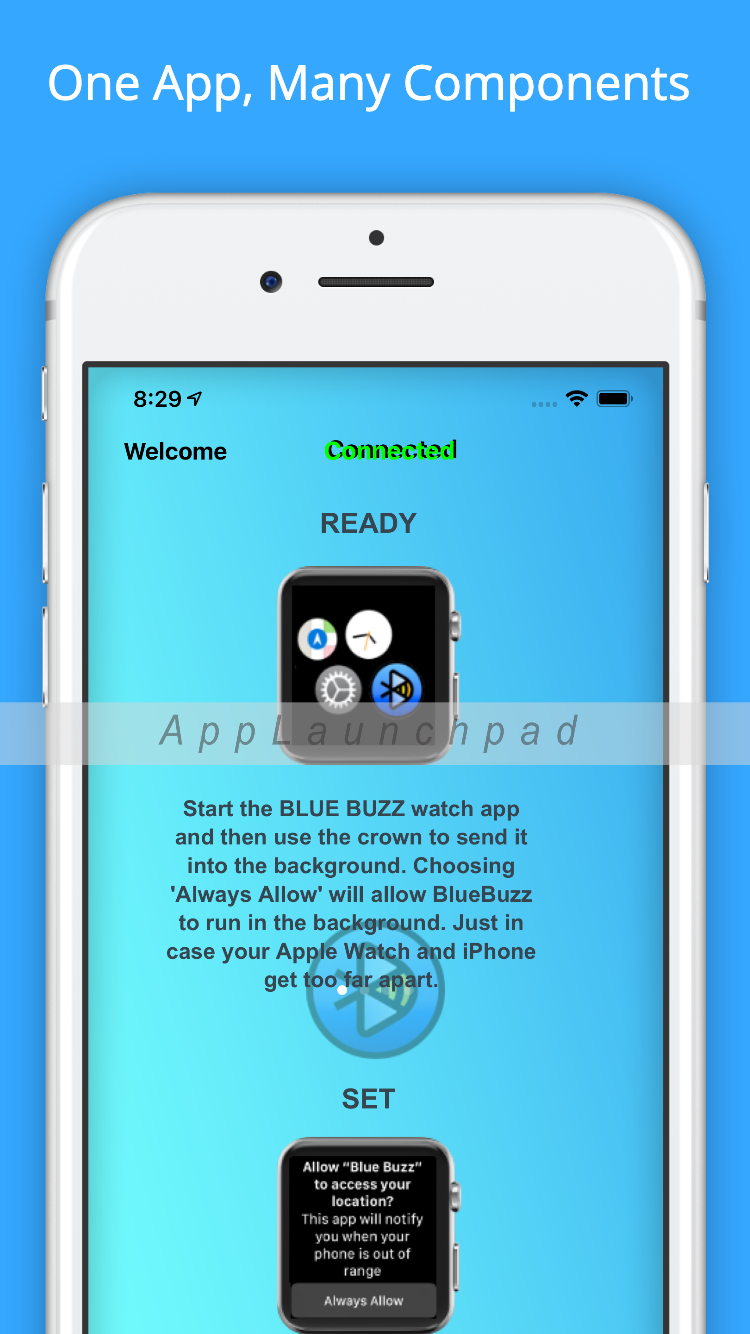 One App, Many Components
8:29
Welcome
Connected
READY
AppLaunchpad
Start the BLUE BUZZ watch app
and then use the crown to send it
into the background. Choosing
'Always Allow' will allow BlueBuzz
to run in the background. Just in
case your Apple Watch and iPhone
get too far apart.
SET
Allow “Blue Buzz”
to access your
location?
This app will notify
you when your
phone is out of
range
Always Allow